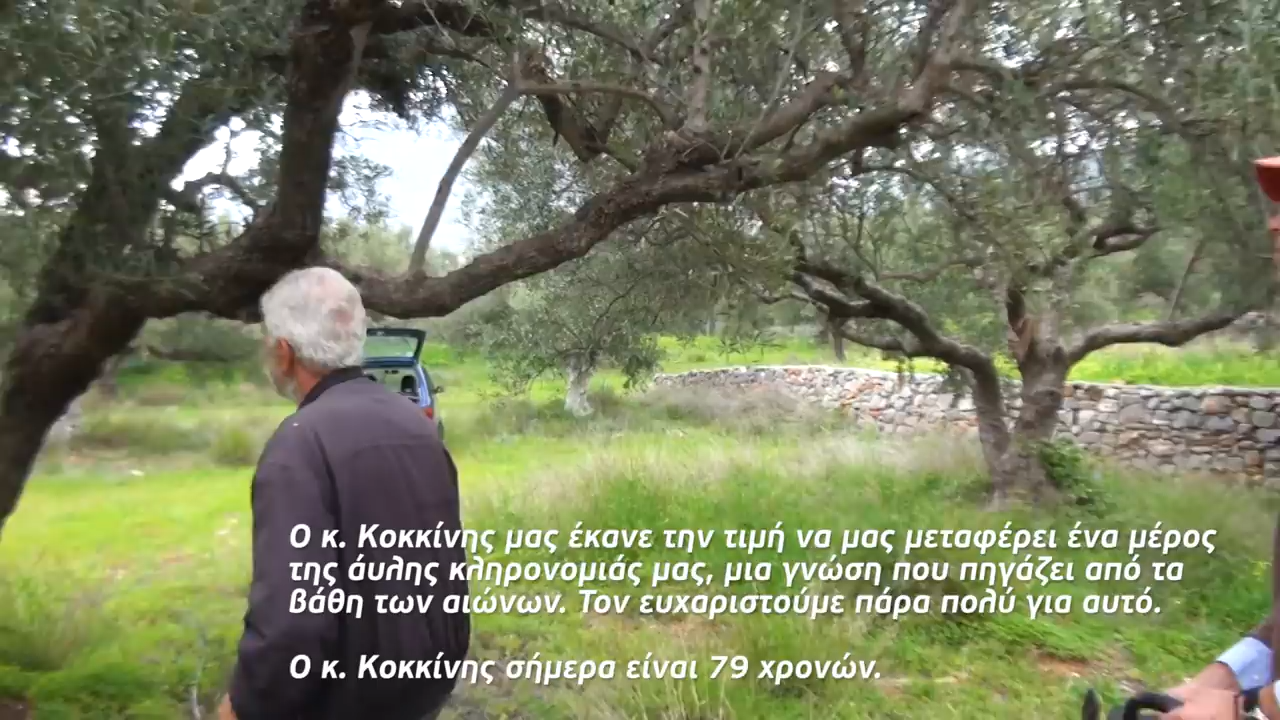 Ο κ. Κοκκίνης μας έκανε την τιμή να μας μεταφέρει ένα μέρος
της άυλης κληρονομιάς μας, μια γνώση που πηγάζει από τα
βάθη των αιώνων. Τον ευχαριστούμε πάρα πολύ για αυτό.
Ο κ. Κοκκίνης σήμερα είναι 79 χρονών.